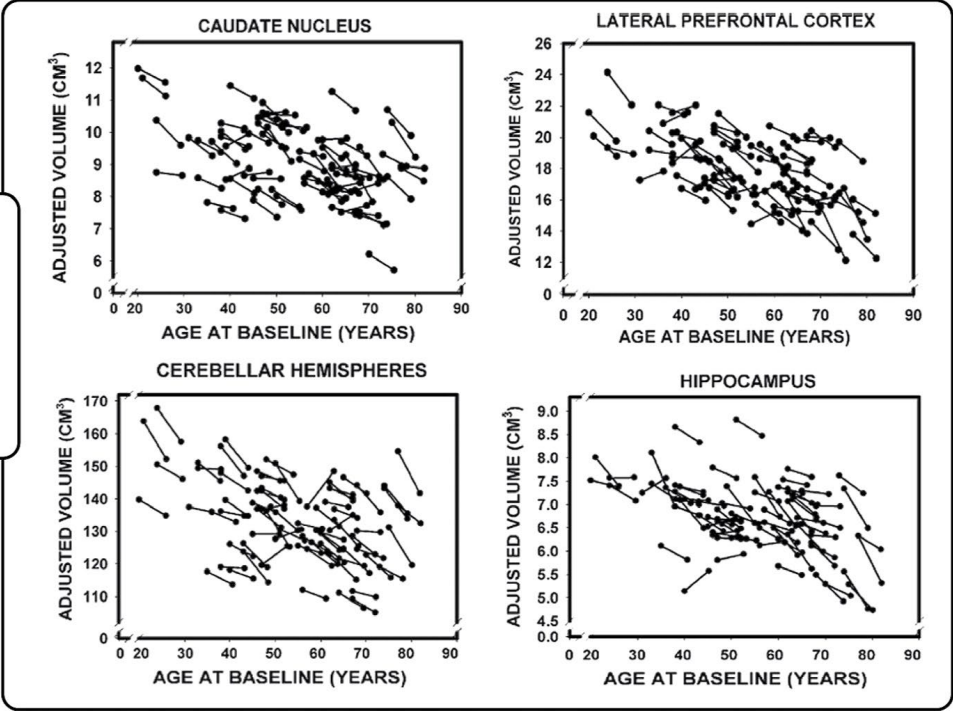 CAUDATE NUCLEUS
ADJUSTED VOLUME (CM³)
12
11
10
9
8
7
6
0
0 20 30 40 50 60 70 80 90
AGE AT BASELINE (YEARS)
LATERAL PREFRONTAL CORTEX
ADJUSTED VOLUME (CM³)
26
24
22
20
18
16
14
12
0
0 20 30 40 50 60 70 80 90
AGE AT BASELINE (YEARS)
CEREBELLAR HEMISPHERES
ADJUSTED VOLUME (CM³)
170
160
150
140
130
120
110
0
0 20 30 40 50 60 70 80 90
AGE AT BASELINE (YEARS)
HIPPOCAMPUS
ADJUSTED VOLUME (CM³)
9.0
8.5
8.0
7.5
7.0
6.5
6.0
5.5
5.0
4.5
0.0
0 20 30 40 50 60 70 80 90
AGE AT BASELINE (YEARS)